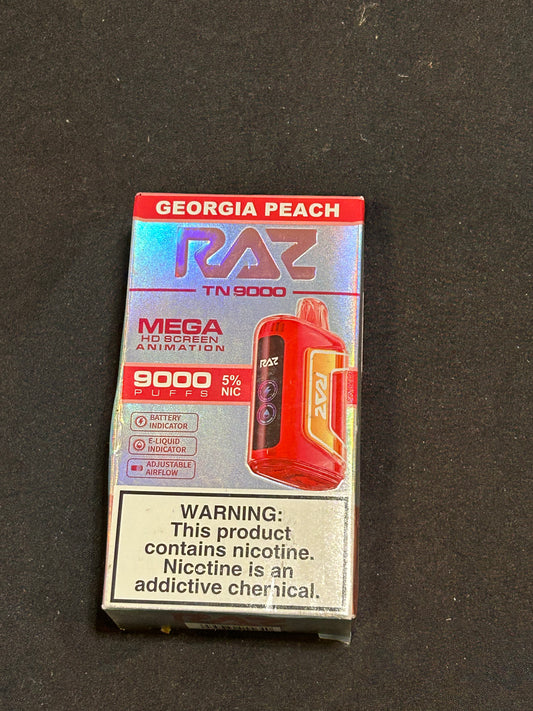 GEORGIA PEACH
RAZ
TN 9000
MEGA
HD SCREEN
ANIMATION
9000 5%
PUFFS NIC
BATTERY
INDICATOR
E-LIQUID
INDICATOR
ADJUSTABLE
AIRFLOW
RAZ
RAZ
WARNING:
This product
contains nicotine.
Nicotine is an
addictive chemical.